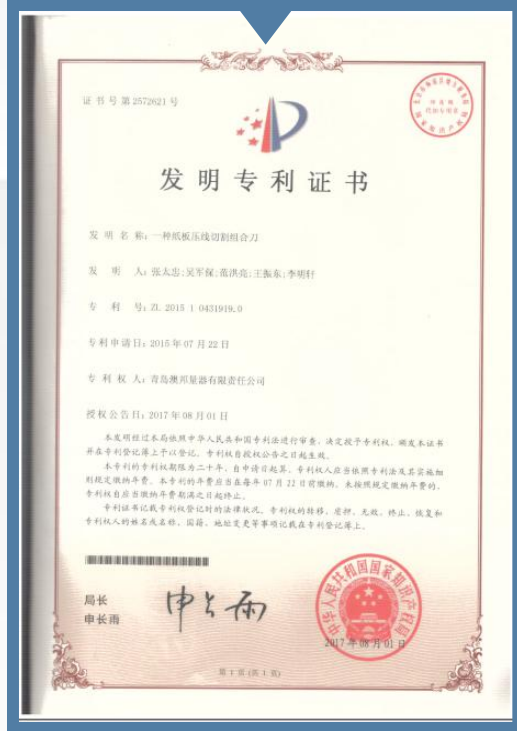 证书号第2572621号
发明专利证书
发 明 名 称：一种纸板压线切割组合刀
发 明 人：张太忠;吴军保;范洪亮;王振东;李明轩
专 利 号：ZL 2015 1 0431919.0
专利申请日：2015年07月22日
专 利 权 人：青岛澳邦量器有限责任公司
授权公告日：2017年08月01日
本发明经过本局依照中华人民共和国专利法进行审查，决定授予专利权，颁发本证书
并在专利登记簿上予以登记。专利权自授权公告之日起生效。
本专利的专利权期限为二十年，自申请日起算。专利权人应当依照专利法及其实施细
则规定缴纳年费。本专利的年费应当在每年07月22日前缴纳。未按照规定缴纳年费的，
专利权自应当缴纳年费期满之日起终止。
专利证书记载专利权登记时的法律状况。专利权的转移、质押、无效、终止、恢复和
专利权人的姓名或名称、国籍、地址变更等事项记载在专利登记簿上。
局长
申长雨
申长雨
中华人民共和国国家知识产权局
2017年08月01日
第 1 页 (共 1 页)